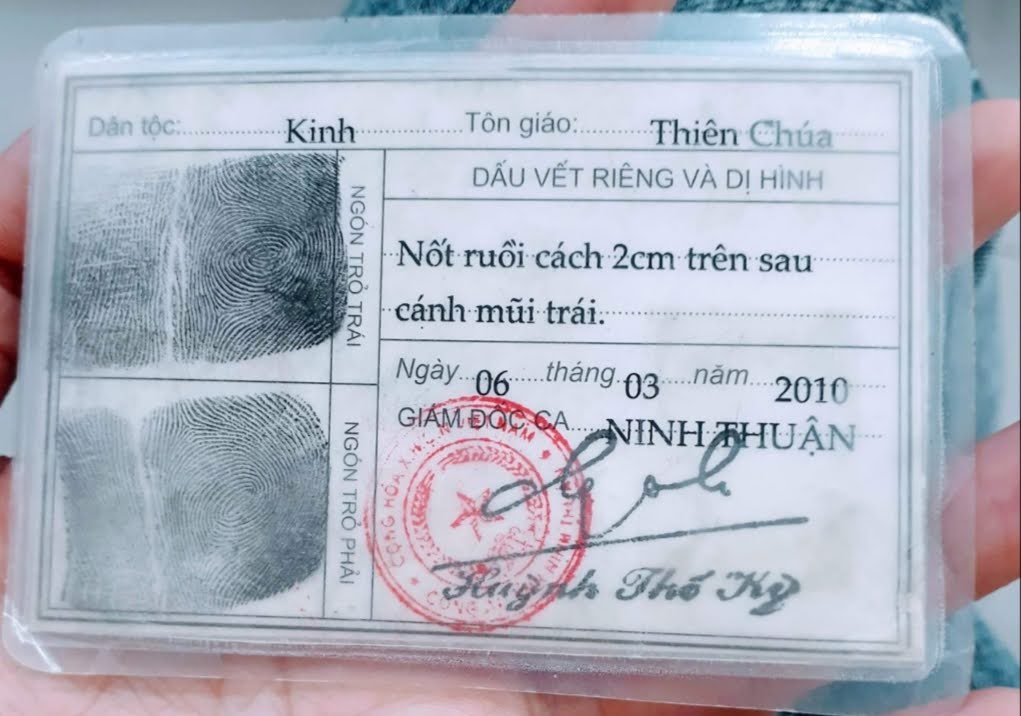 Dân tộc: Kinh Tôn giáo: Thiên Chúa
DẤU VẾT RIÊNG VÀ DỊ HÌNH
NGÓN TRỎ TRÁI
Nốt ruồi cách 2cm trên sau
cánh mũi trái.
NGÓN TRỎ PHẢI
Ngày 06 tháng 03 năm 2010
GIÁM ĐỐC CA NINH THUẬN
Huỳnh Thế Kỳ